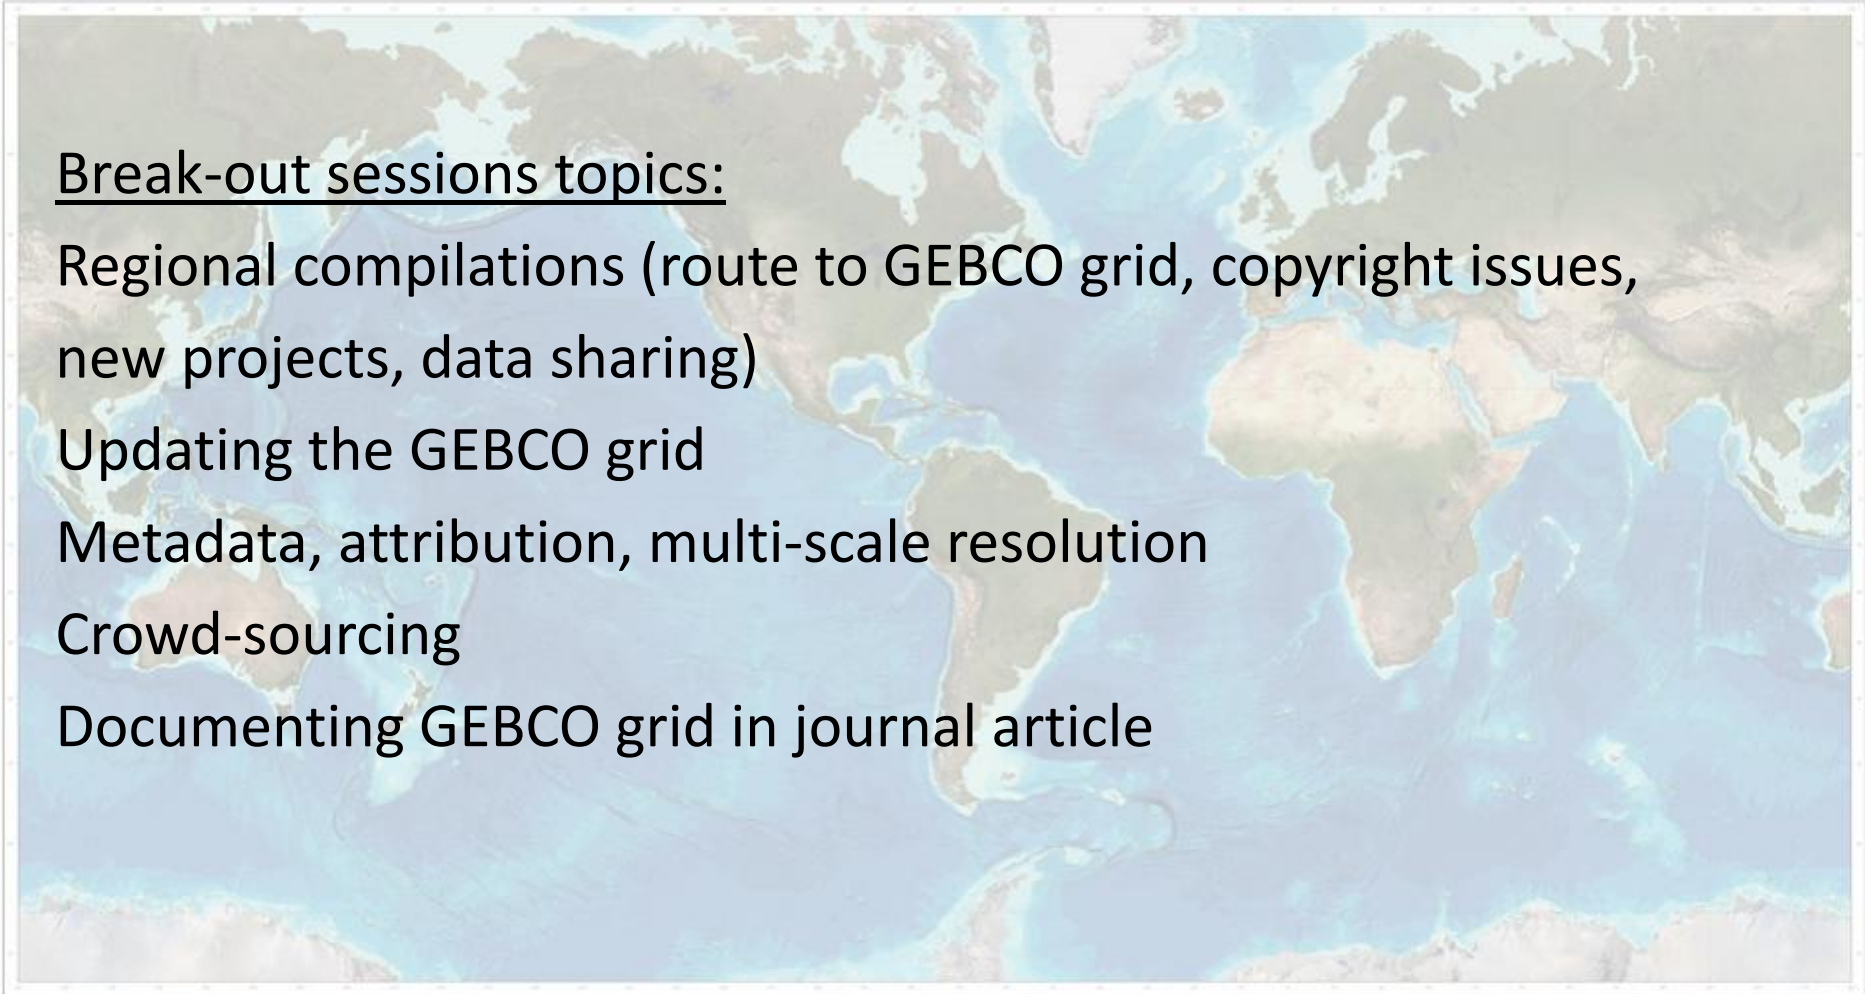 Break-out sessions topics:
Regional compilations (route to GEBCO grid, copyright issues,
new projects, data sharing)
Updating the GEBCO grid
Metadata, attribution, multi-scale resolution
Crowd-sourcing
Documenting GEBCO grid in journal article